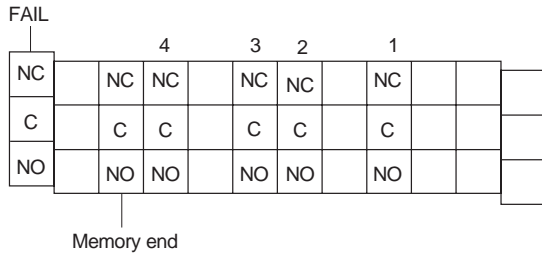 FAIL
4 3 2 1
NC NC NC NC NC NC
C C C C C C
NO NO NO NO NO NO
Memory end